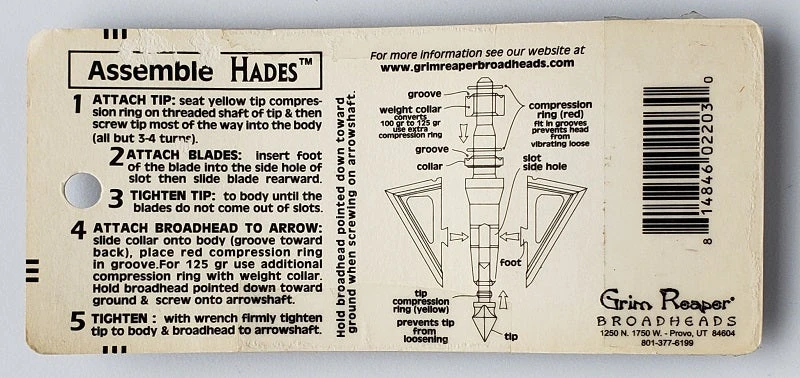 Assemble HADES™
1 ATTACH TIP: seat yellow tip compres-
sion ring on threaded shaft of tip & then
screw tip most of the way into the body
(all but 3-4 turns).
2 ATTACH BLADES: insert foot
of the blade into the side hole of
slot then slide blade rearward.
3 TIGHTEN TIP: to body until the
blades do not come out of slots.
4 ATTACH BROADHEAD TO ARROW:
slide collar onto body (groove toward
back), place red compression ring
in groove.For 125 gr use additional
compression ring with weight collar.
Hold broadhead pointed down toward
ground & screw onto arrowshaft.
5 TIGHTEN : with wrench firmly tighten
tip to body & broadhead to arrowshaft.
Hold broadhead pointed down toward
ground when screwing on arrowshaft.
For more information see our website at
www.grimreaperbroadheads.com
groove
weight collar
converts
100 gr to 125 gr
use extra
compression ring
groove
collar
compression
ring (red)
fit in grooves
prevents head
from
vibrating loose
slot
side hole
foot
tip
compression
ring (yellow)
prevents tip
from
loosening
tip
8 14846 02203 0
Grim Reaper®
BROADHEADS
1250 N. 1750 W. - Provo, UT 84604
801-377-6199